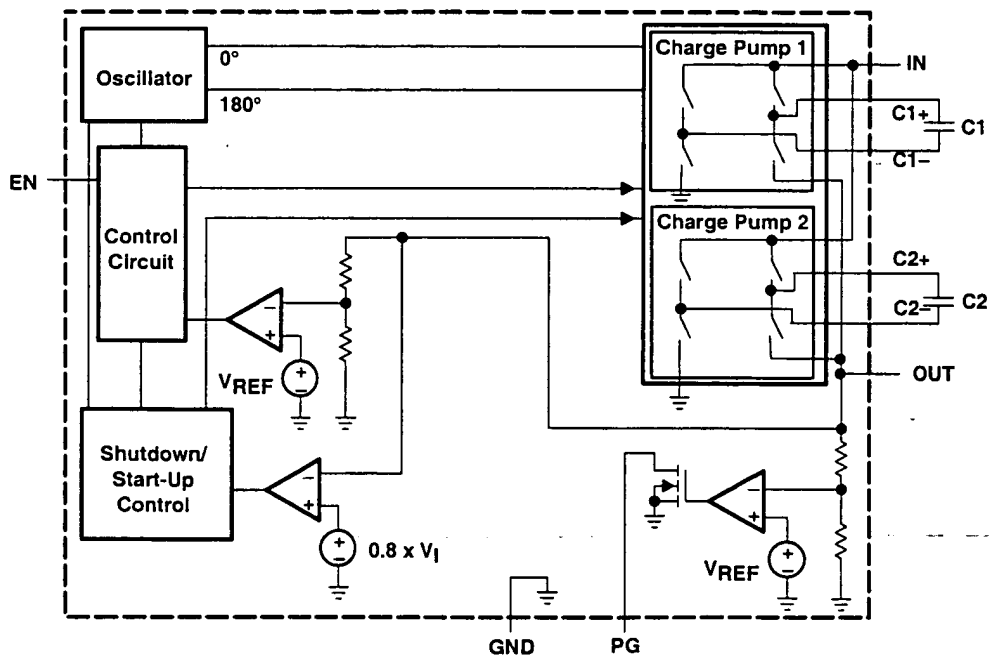 Oscillator
0°
180°
Charge Pump 1
IN
C1+
C1
C1–
EN
Control
Circuit
Charge Pump 2
C2+
C2
C2–
+
–
VREF
+
–
OUT
Shutdown/
Start-Up
Control
–
+
+
–
0.8 x VI
–
+
+
–
VREF
GND
PG